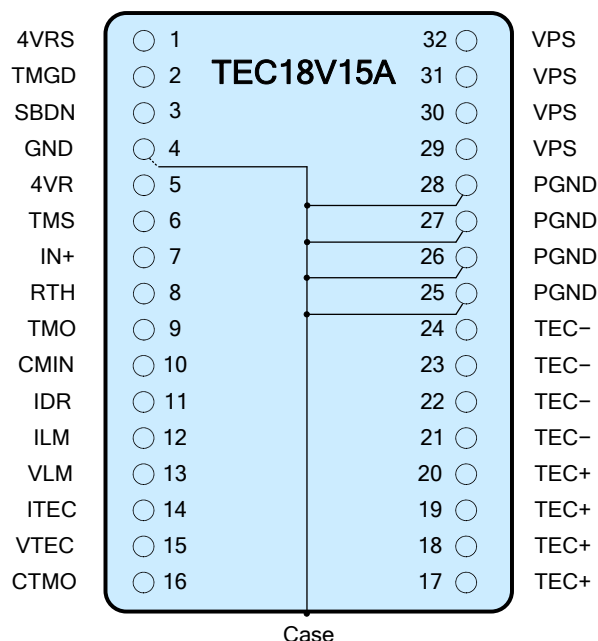 4VRS 1 TEC18V15A 32 VPS
TMGD 2 31 VPS
SBDN 3 30 VPS
GND 4 29 VPS
4VR 5 28 PGND
TMS 6 27 PGND
IN+ 7 26 PGND
RTH 8 25 PGND
TMO 9 24 TEC−
CMIN 10 23 TEC−
IDR 11 22 TEC−
ILM 12 21 TEC−
VLM 13 20 TEC+
ITEC 14 19 TEC+
VTEC 15 18 TEC+
CTMO 16 17 TEC+
Case